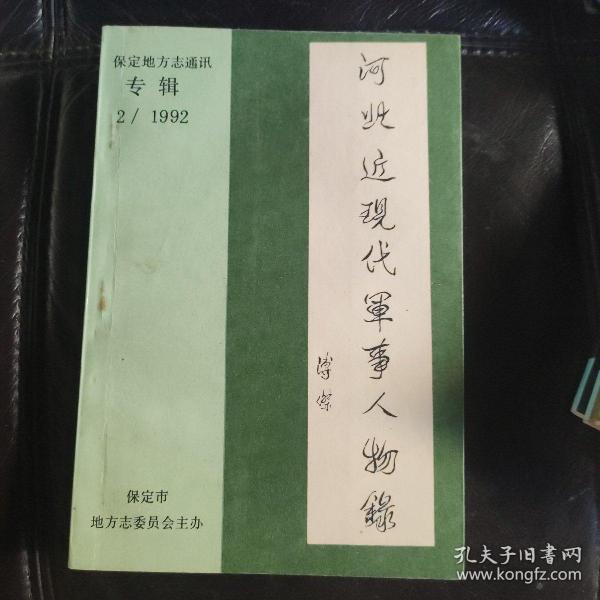 保定地方志通讯
专辑
2/1992
河北近現代軍事人物錄
溥傑
保定市
地方志委员会主办
孔夫子旧书网
www.kongfz.com